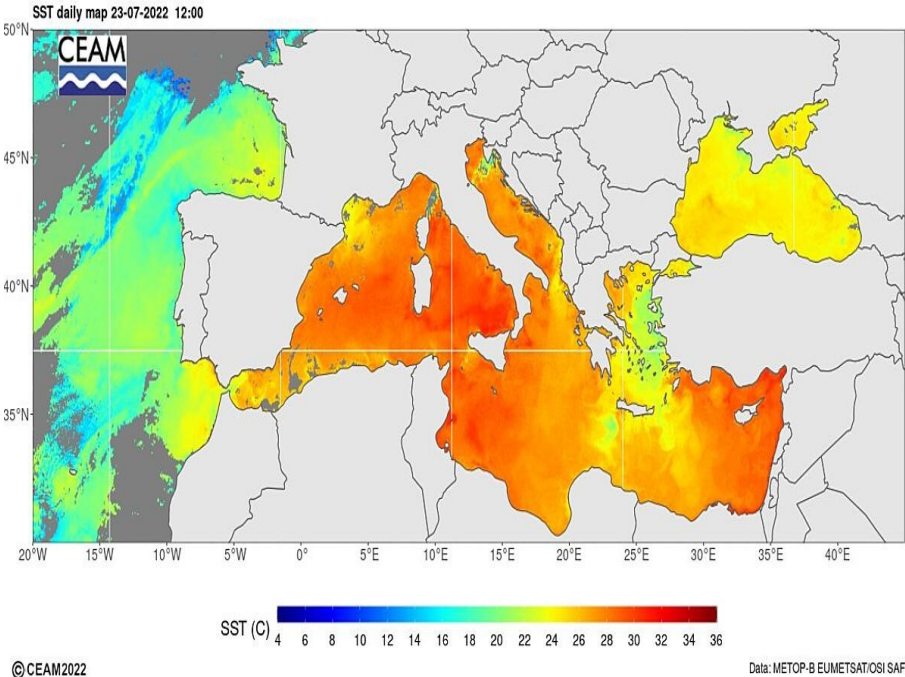 SST daily map 23-07-2022 12:00
50°N
CEAM
45°N
40°N
35°N
20°W 15°W 10°W 5°W 0° 5°E 10°E 15°E 20°E 25°E 30°E 35°E 40°E
SST (C)
4 6 8 10 12 14 16 18 20 22 24 26 28 30 32 34 36
©CEAM2022
Data: METOP-B EUMETSAT/OSI SAF